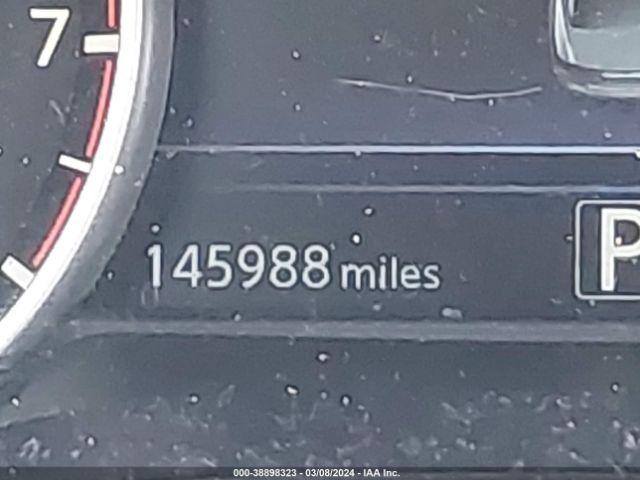 7
145988 miles
P
000-38898323 - 03/08/2024 - IAA Inc.